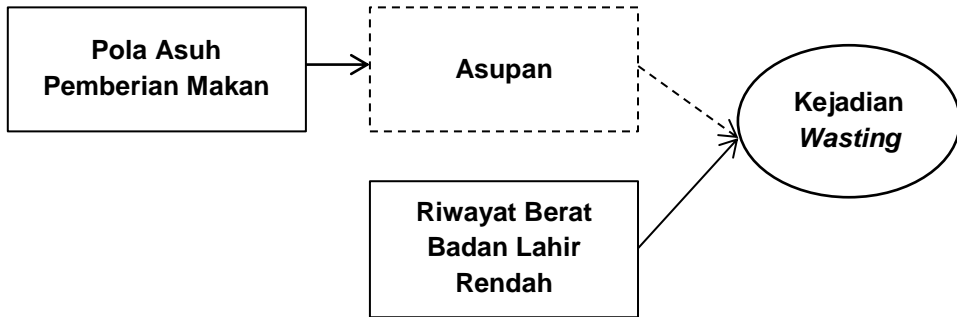 Pola Asuh
Pemberian Makan
Asupan
Kejadian
Wasting
Riwayat Berat
Badan Lahir
Rendah